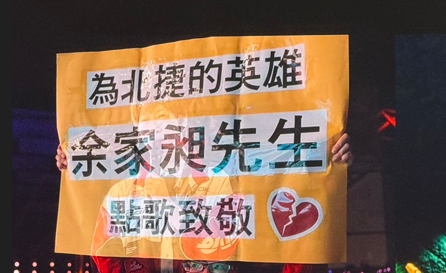 為北捷的英雄
余家昶先生
點歌致敬